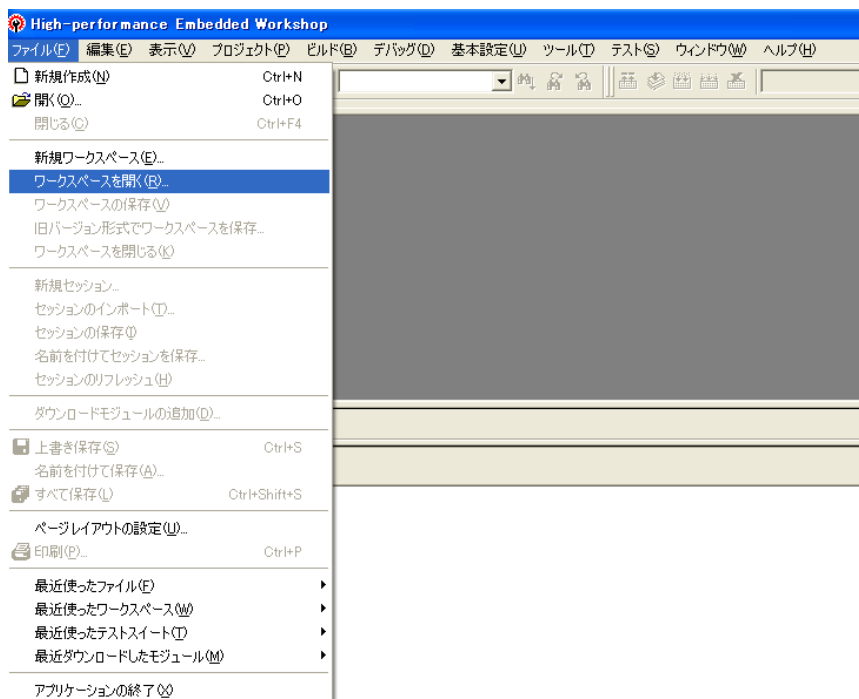 High-performance Embedded Workshop
ファイル(F) 編集(E) 表示(V) プロジェクト(P) ビルド(B) デバッグ(D) 基本設定(U) ツール(T) テスト(S) ウィンドウ(W) ヘルプ(H)
新規作成(N) Ctrl+N
開く(O)... Ctrl+O
閉じる(C) Ctrl+F4
新規ワークスペース(E)...
ワークスペースを開く(R)...
ワークスペースの保存(V)
旧バージョン形式でワークスペースを保存...
ワークスペースを閉じる(K)
新規セッション...
セッションのインポート(T)...
セッションの保存(I)
名前を付けてセッションを保存...
セッションのリフレッシュ(H)
ダウンロードモジュールの追加(D)...
上書き保存(S) Ctrl+S
名前を付けて保存(A)...
すべて保存(L) Ctrl+Shift+S
ページレイアウトの設定(U)...
印刷(P)... Ctrl+P
最近使ったファイル(F)
最近使ったワークスペース(W)
最近使ったテストスイート(T)
最近ダウンロードしたモジュール(M)
アプリケーションの終了(X)